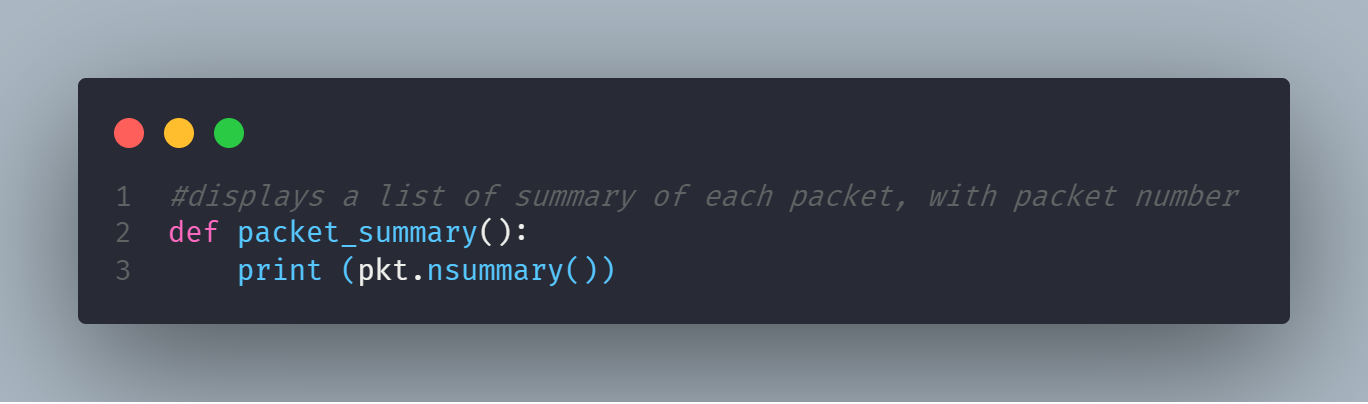 1 #displays a list of summary of each packet, with packet number
2 def packet_summary():
3     print (pkt.nsummary())